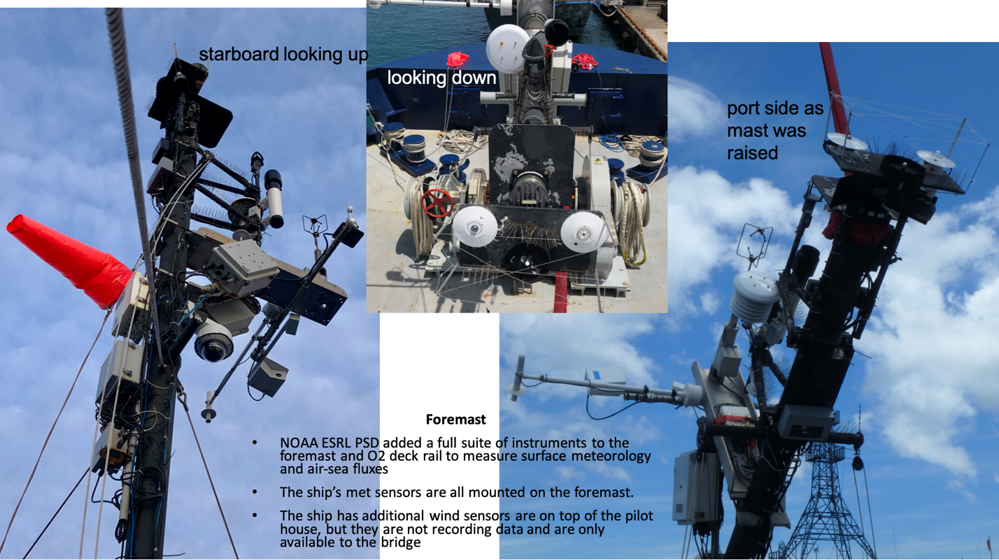 starboard looking up
looking down
port side as
mast was
raised
Foremast
• NOAA ESRL PSD added a full suite of instruments to the
foremast and O2 deck rail to measure surface meteorology
and air-sea fluxes
• The ship's met sensors are all mounted on the foremast.
• The ship has additional wind sensors are on top of the pilot
house, but they are not recording data and are only
available to the bridge